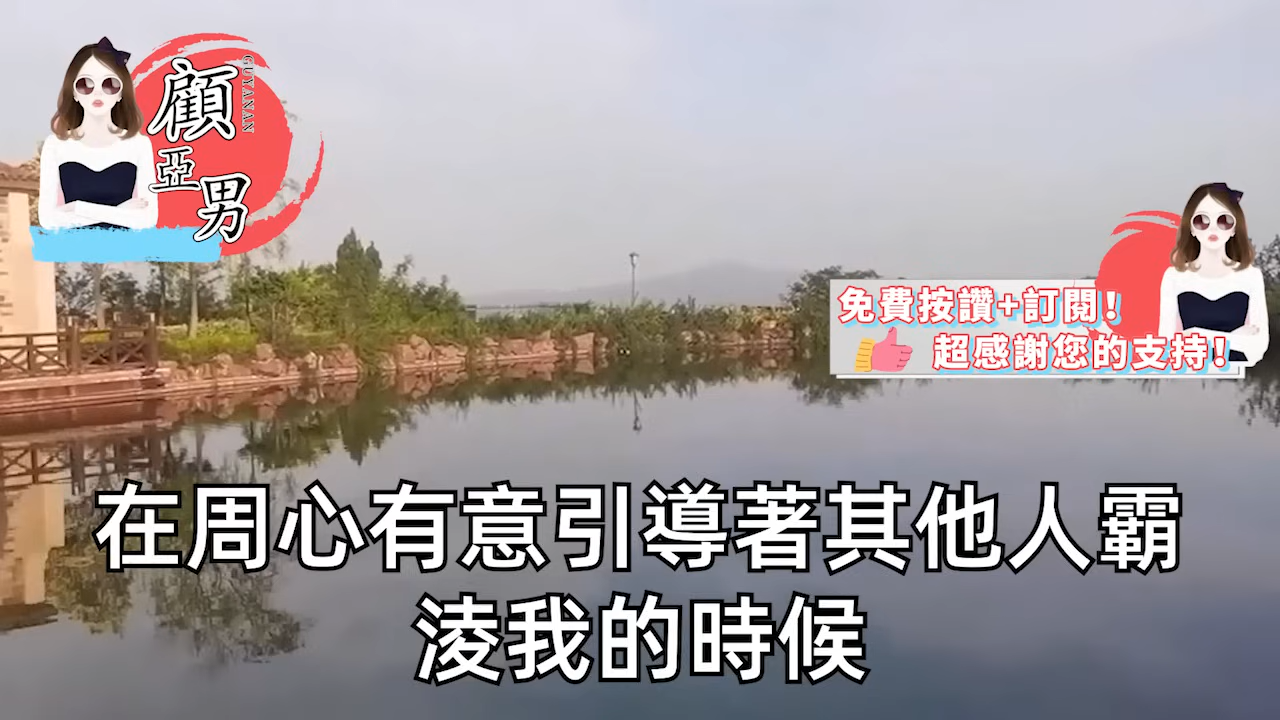 顧亞男
GUYANAN
免費按讚+訂閱!
超感謝您的支持!
在周心有意引導著其他人霸
淩我的時候